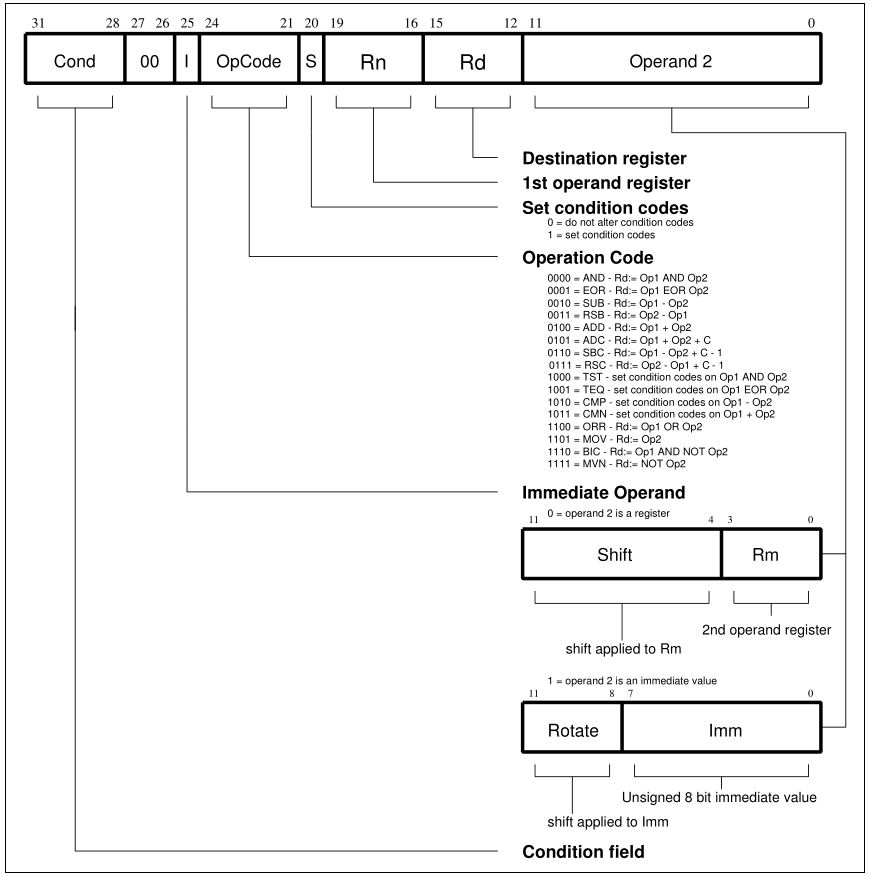 31 28 27 26 25 24 21 20 19 16 15 12 11 0
Cond 00 I OpCode S Rn Rd Operand 2
Destination register
1st operand register
Set condition codes
0 = do not alter condition codes
1 = set condition codes
Operation Code
0000 = AND - Rd:= Op1 AND Op2
0001 = EOR - Rd:= Op1 EOR Op2
0010 = SUB - Rd:= Op1 - Op2
0011 = RSB - Rd:= Op2 - Op1
0100 = ADD - Rd:= Op1 + Op2
0101 = ADC - Rd:= Op1 + Op2 + C
0110 = SBC - Rd:= Op1 - Op2 + C - 1
0111 = RSC - Rd:= Op2 - Op1 + C - 1
1000 = TST - set condition codes on Op1 AND Op2
1001 = TEQ - set condition codes on Op1 EOR Op2
1010 = CMP - set condition codes on Op1 - Op2
1011 = CMN - set condition codes on Op1 + Op2
1100 = ORR - Rd:= Op1 OR Op2
1101 = MOV - Rd:= Op2
1110 = BIC - Rd:= Op1 AND NOT Op2
1111 = MVN - Rd:= NOT Op2
Immediate Operand
0 = operand 2 is a register
11 4 3 0
Shift Rm
2nd operand register
shift applied to Rm
1 = operand 2 is an immediate value
11 8 7 0
Rotate Imm
Unsigned 8 bit immediate value
shift applied to Imm
Condition field